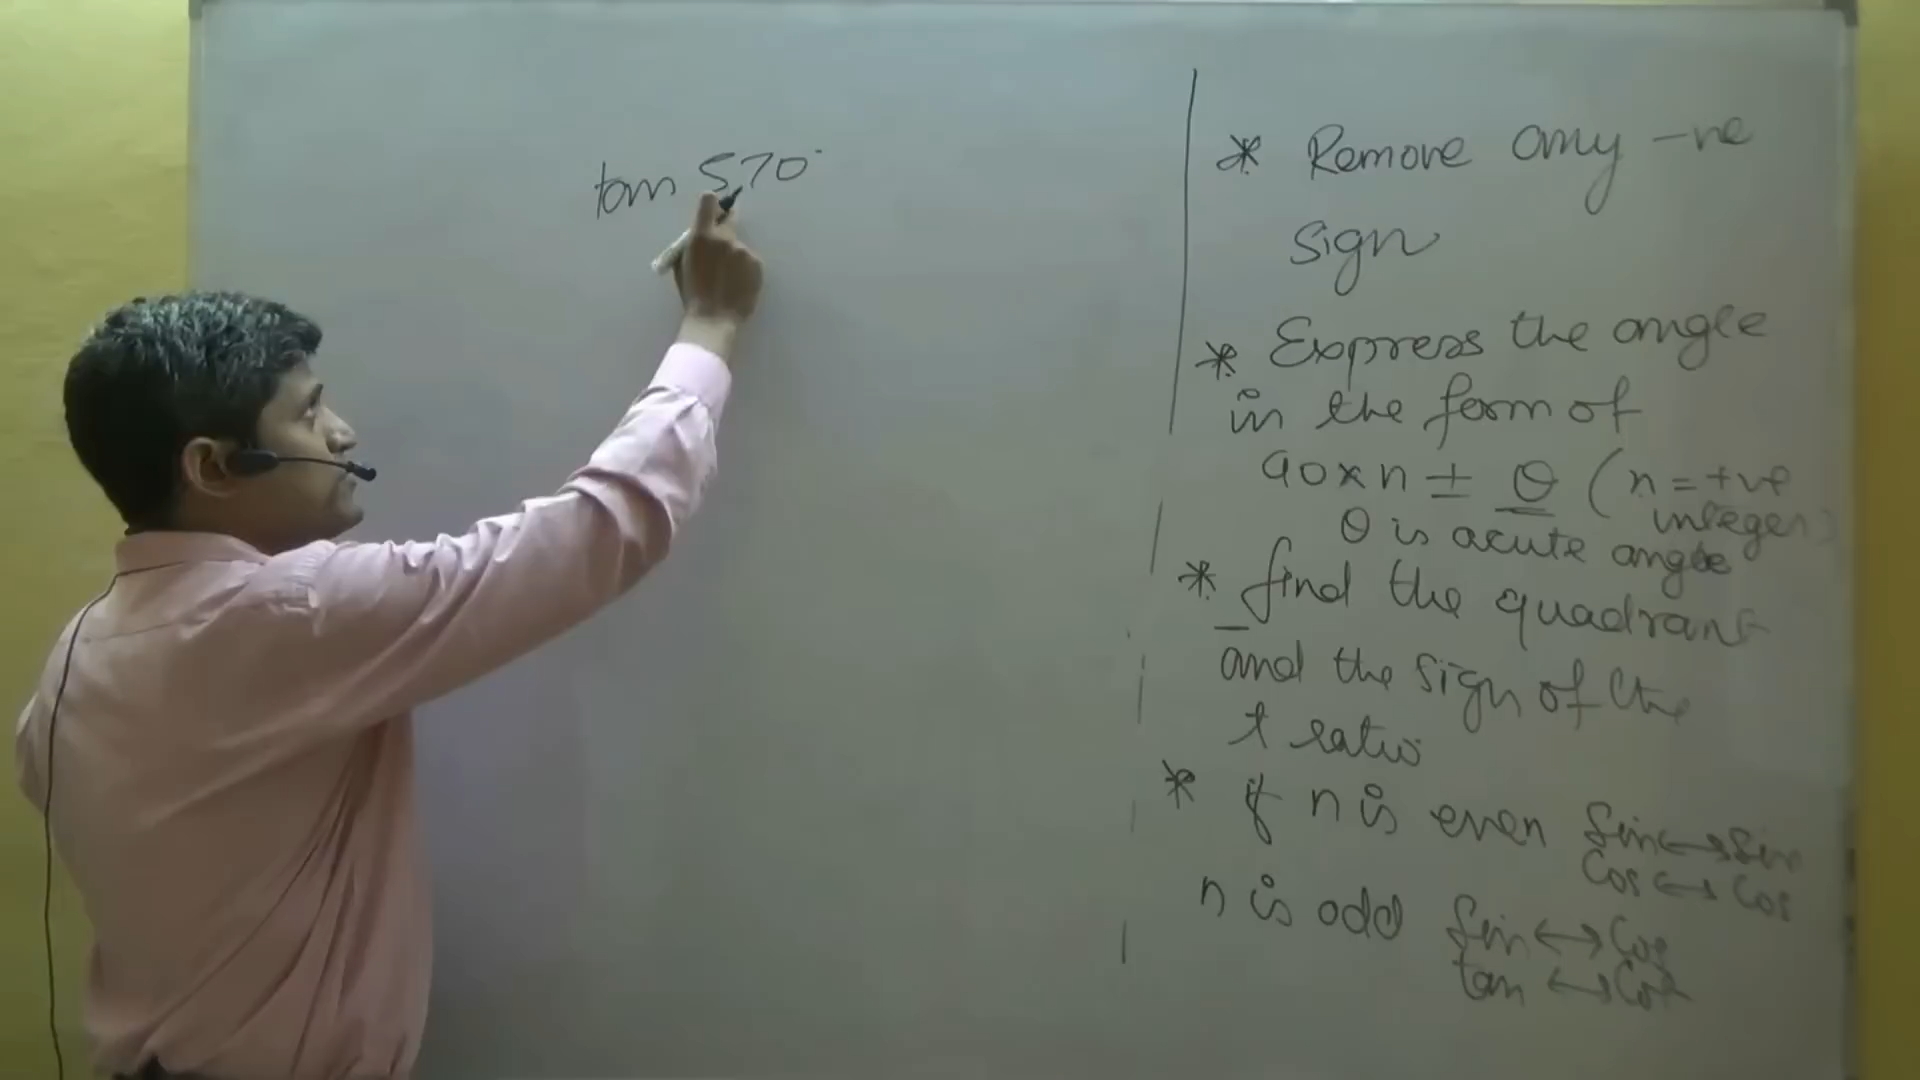 tan 570°
* Remove any -ve
sign
* Express the angle
in the form of
90×n ± θ (n = +ve
integer)
θ is acute angle
* find the quadrant
and the sign of the
t ratio
* if n is even sin↔sin
Cos↔Cos
n is odd sin↔Cos
tan↔Cot